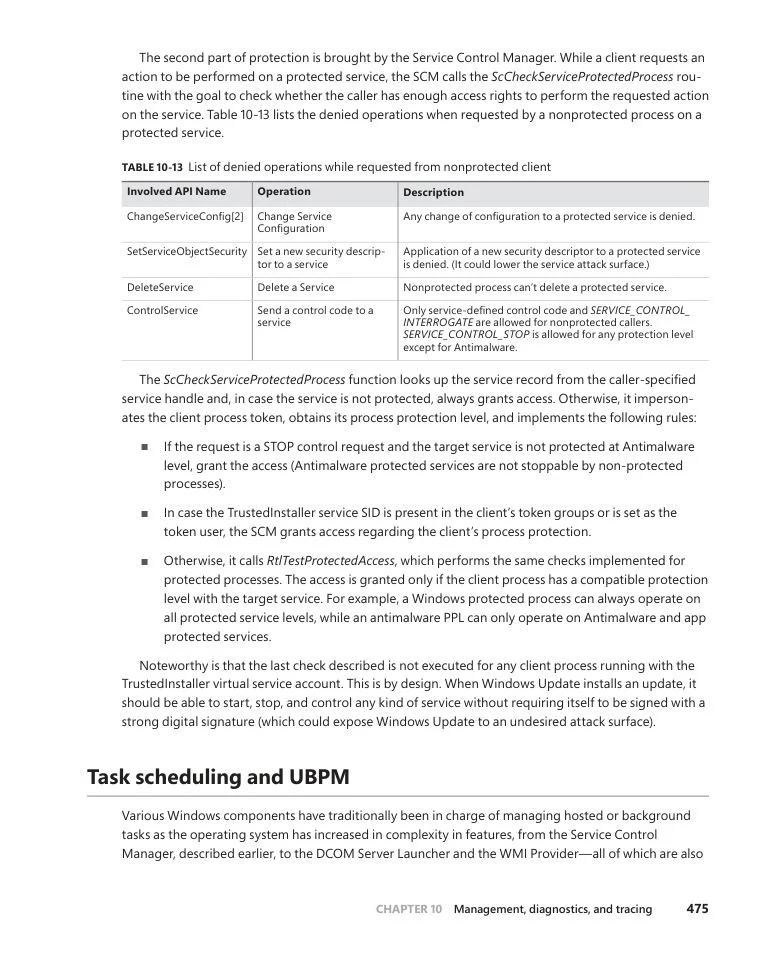 The second part of protection is brought by the Service Control Manager. While a client requests an
action to be performed on a protected service, the SCM calls the ScCheckServiceProtectedProcess rou-
tine with the goal to check whether the caller has enough access rights to perform the requested action
on the service. Table 10-13 lists the denied operations when requested by a nonprotected process on a
protected service.
TABLE 10-13 List of denied operations while requested from nonprotected client
Involved API Name Operation Description
ChangeServiceConfig[2] Change Service Any change of configuration to a protected service is denied.
Configuration
SetServiceObjectSecurity Set a new security descrip- Application of a new security descriptor to a protected service
tor to a service is denied. (It could lower the service attack surface.)
DeleteService Delete a Service Nonprotected process can't delete a protected service.
ControlService Send a control code to a Only service-defined control code and SERVICE_CONTROL_
service INTERROGATE are allowed for nonprotected callers.
SERVICE_CONTROL_STOP is allowed for any protection level
except for Antimalware.
The ScCheckServiceProtectedProcess function looks up the service record from the caller-specified
service handle and, in case the service is not protected, always grants access. Otherwise, it imperson-
ates the client process token, obtains its process protection level, and implements the following rules:
■ If the request is a STOP control request and the target service is not protected at Antimalware
level, grant the access (Antimalware protected services are not stoppable by non-protected
processes).
■ In case the TrustedInstaller service SID is present in the client's token groups or is set as the
token user, the SCM grants access regarding the client's process protection.
■ Otherwise, it calls RtlTestProtectedAccess, which performs the same checks implemented for
protected processes. The access is granted only if the client process has a compatible protection
level with the target service. For example, a Windows protected process can always operate on
all protected service levels, while an antimalware PPL can only operate on Antimalware and app
protected services.
Noteworthy is that the last check described is not executed for any client process running with the
TrustedInstaller virtual service account. This is by design. When Windows Update installs an update, it
should be able to start, stop, and control any kind of service without requiring itself to be signed with a
strong digital signature (which could expose Windows Update to an undesired attack surface).
Task scheduling and UBPM
Various Windows components have traditionally been in charge of managing hosted or background
tasks as the operating system has increased in complexity in features, from the Service Control
Manager, described earlier, to the DCOM Server Launcher and the WMI Provider—all of which are also
CHAPTER 10 Management, diagnostics, and tracing 475